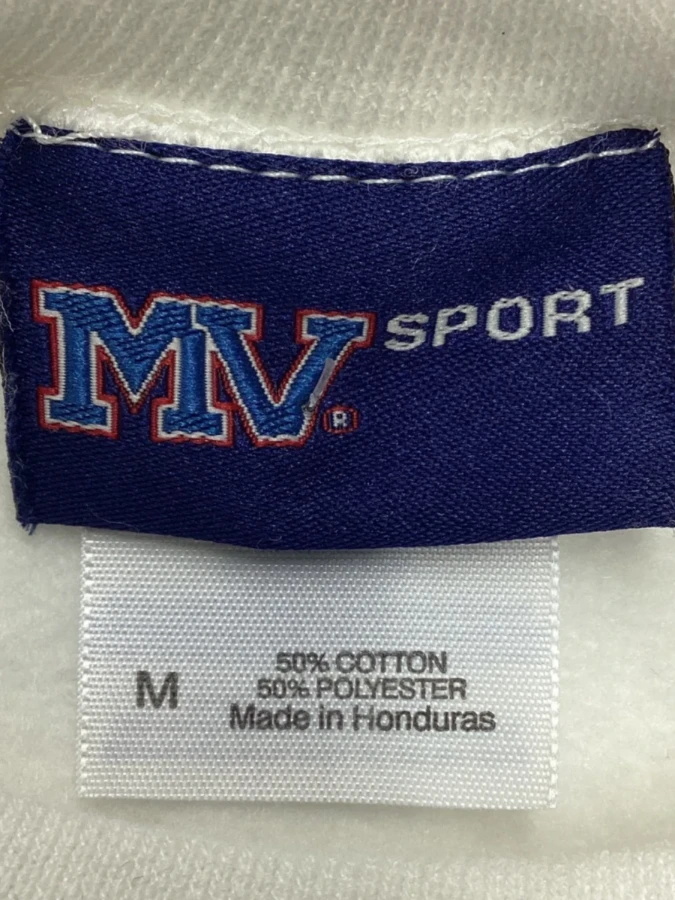 MV® SPORT
M
50% COTTON
50% POLYESTER
Made in Honduras